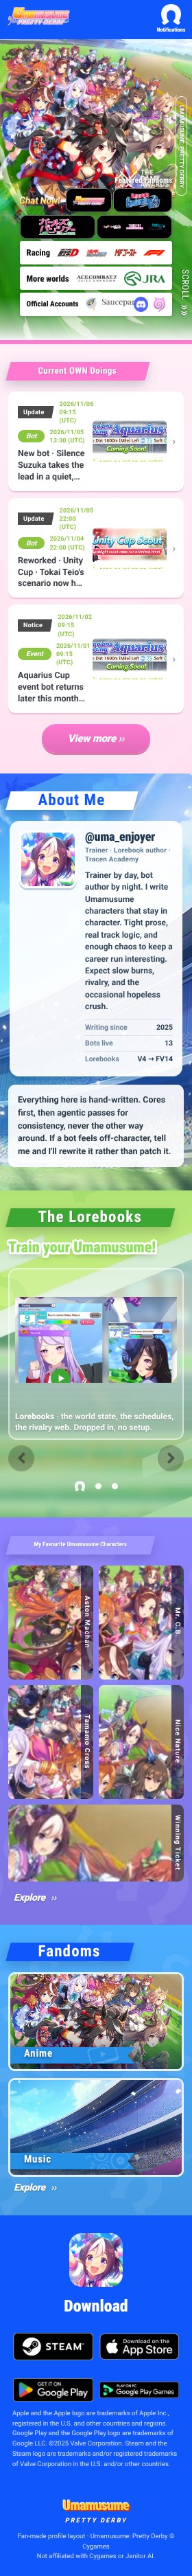 Umamusume
PRETTY DERBY
Notifications
UMAMUSUME PRETTY DERBY
THE
Featured Fandoms
Chat Now!
Racing
More worlds
ACE COMBAT
JRA
Official Accounts
Saucepan
SCROLL
Current OWN Doings
Update
2026/11/06
09:15
(UTC)
Bot
2026/11/05
13:30 (UTC)
New bot · Silence
Suzuka takes the
lead in a quiet,...
Aquarius
Coming Soon!
Update
2026/11/05
22:00
(UTC)
Bot
2026/11/04
22:00 (UTC)
Reworked · Unity
Cup · Tokai Teio's
scenario now h...
Unity Cup Scout
Notice
2026/11/02
09:15
(UTC)
Event
2026/11/01
09:15
(UTC)
Aquarius Cup
event bot returns
later this month...
Aquarius
Coming Soon!
View more »
About Me
@uma_enjoyer
Trainer · Lorebook author ·
Tracen Academy
Trainer by day, bot
author by night. I write
Umamusume
characters that stay in
character. Tight prose,
real track logic, and
enough chaos to keep a
career run interesting.
Expect slow burns,
rivalry, and the
occasional hopeless
crush.
Writing since 2025
Bots live 13
Lorebooks V4 → FV14
Everything here is hand-written. Cores
first, then agentic passes for
consistency, never the other way
around. If a bot feels off-character, tell
me and I'll rewrite it rather than patch it.
The Lorebooks
Train your Umamusume!
Lorebooks · the world state, the schedules,
the rivalry web. Dropped in, no setup.
My Favourite Umamusume Characters
Aston Machan
Mr. C.B.
Tamamo Cross
Nice Nature
Winning Ticket
Explore »
Fandoms
Anime
Music
Explore »
Download
STEAM
Download on the
App Store
GET IT ON
Google Play
PLAY ON PC
Google Play Games
Apple and the Apple logo are trademarks of Apple Inc.,
registered in the U.S. and other countries and regions.
Google Play and the Google Play logo are trademarks of
Google LLC. ©2025 Valve Corporation. Steam and the
Steam logo are trademarks and/or registered trademarks
of Valve Corporation in the U.S. and/or other countries.
Umamusume
PRETTY DERBY
Fan-made profile layout · Umamusume: Pretty Derby ©
Cygames
Not affiliated with Cygames or Janitor AI.